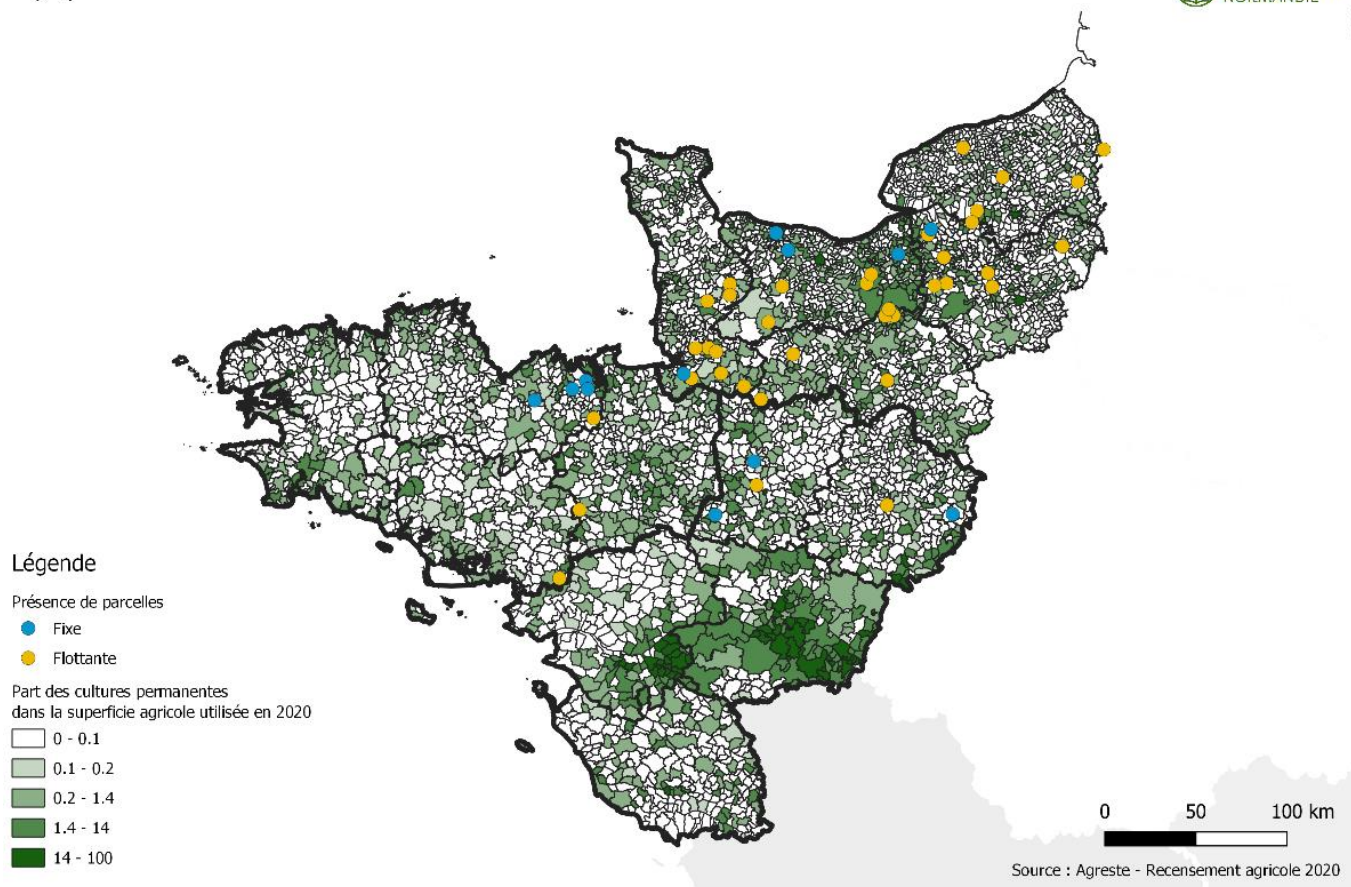 NORMANDIE
Légende
Présence de parcelles
Fixe
Flottante
Part des cultures permanentes
dans la superficie agricole utilisée en 2020
0 - 0.1
0.1 - 0.2
0.2 - 1.4
1.4 - 14
14 - 100
0 50 100 km
Source : Agreste - Recensement agricole 2020